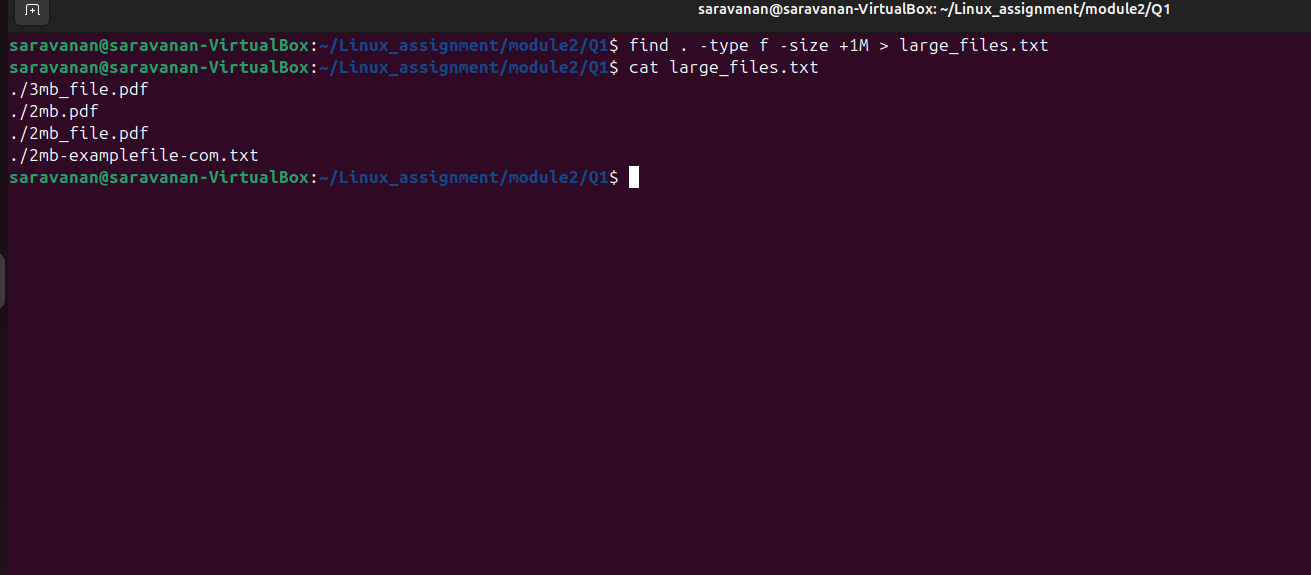 saravanan@saravanan-VirtualBox: ~/Linux_assignment/module2/Q1
saravanan@saravanan-VirtualBox:~/Linux_assignment/module2/Q1$ find . -type f -size +1M > large_files.txt
saravanan@saravanan-VirtualBox:~/Linux_assignment/module2/Q1$ cat large_files.txt
./3mb_file.pdf
./2mb.pdf
./2mb_file.pdf
./2mb-examplefile-com.txt
saravanan@saravanan-VirtualBox:~/Linux_assignment/module2/Q1$